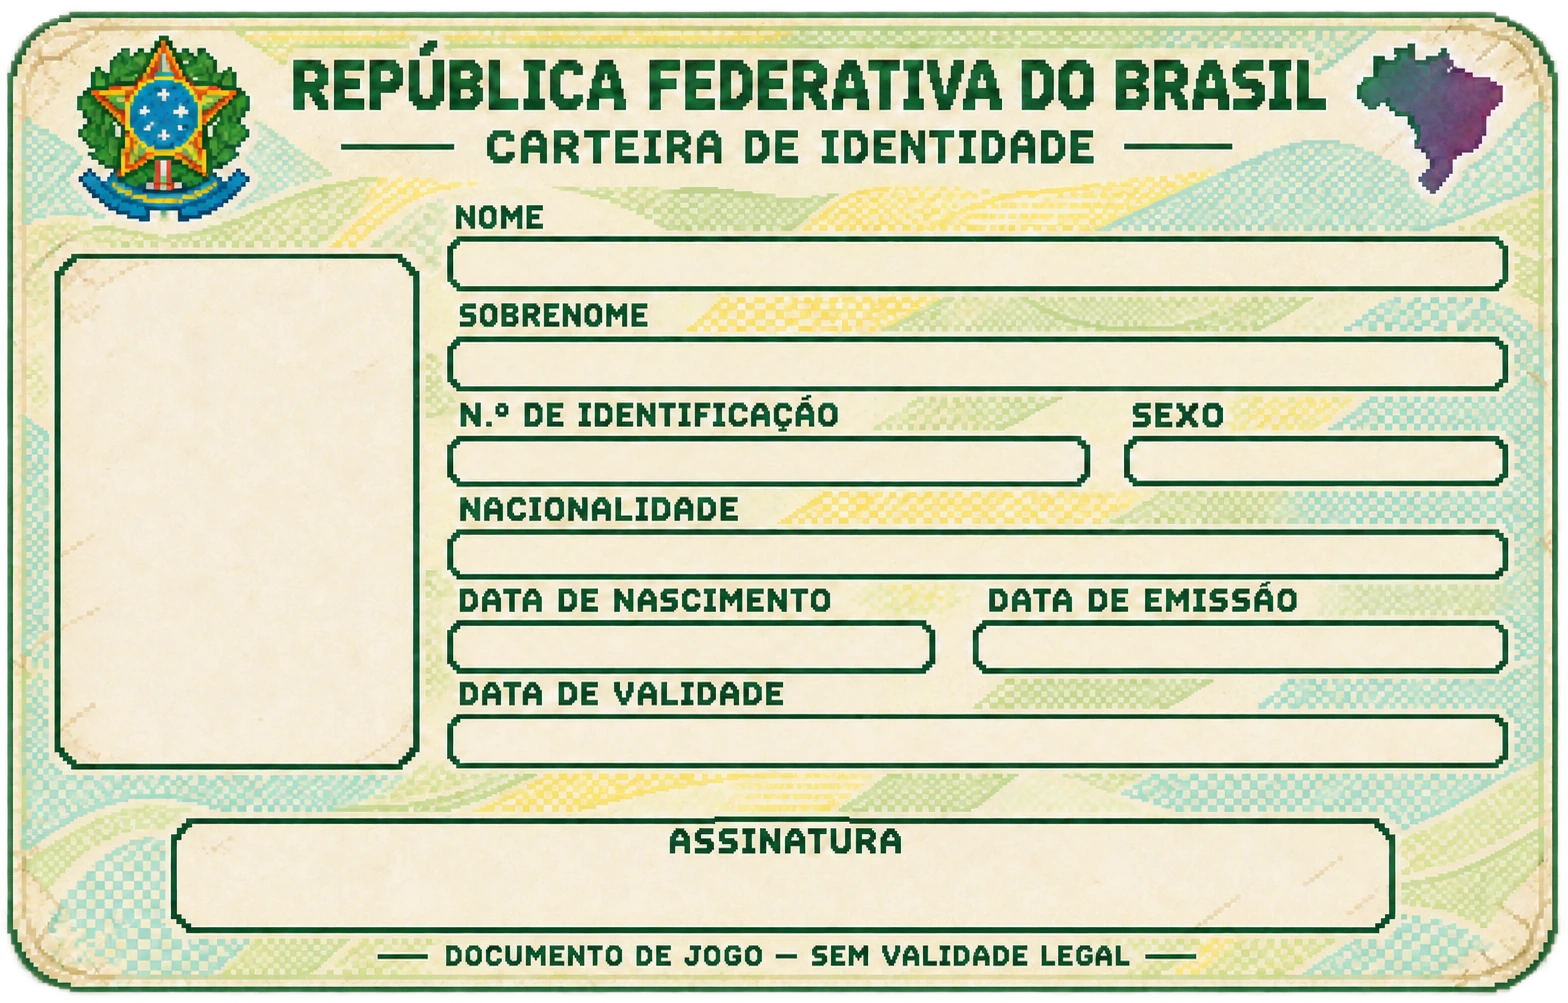 REPÚBLICA FEDERATIVA DO BRASIL
CARTEIRA DE IDENTIDADE
NOME
SOBRENOME
N.º DE IDENTIFICAÇÃO SEXO
NACIONALIDADE
DATA DE NASCIMENTO DATA DE EMISSÃO
DATA DE VALIDADE
ASSINATURA
— DOCUMENTO DE JOGO — SEM VALIDADE LEGAL —